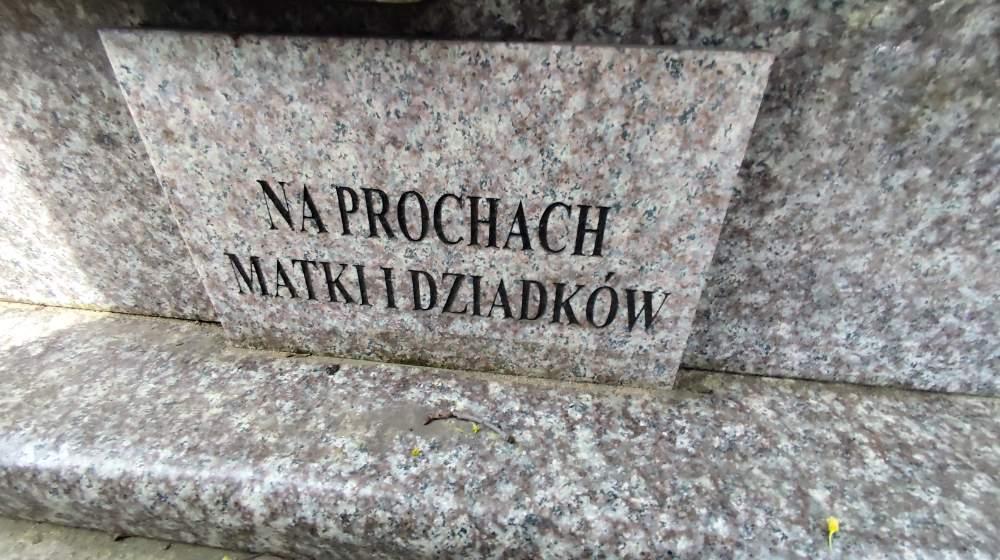 NA PROCHACH
MATKI I DZIADKÓW